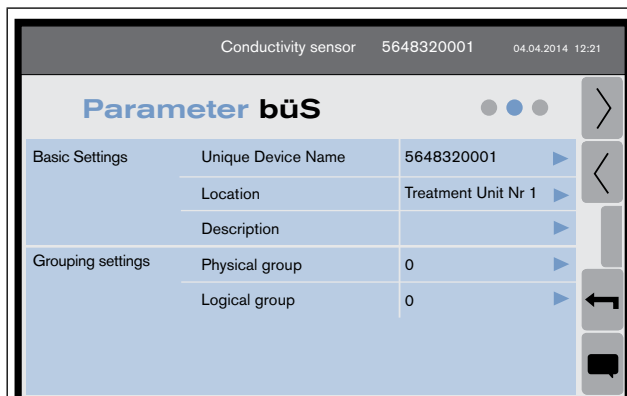 Conductivity sensor 5648320001 04.04.2014 12:21
Parameter büS
Basic Settings Unique Device Name 5648320001
Location Treatment Unit Nr 1
Description
Grouping settings Physical group 0
Logical group 0